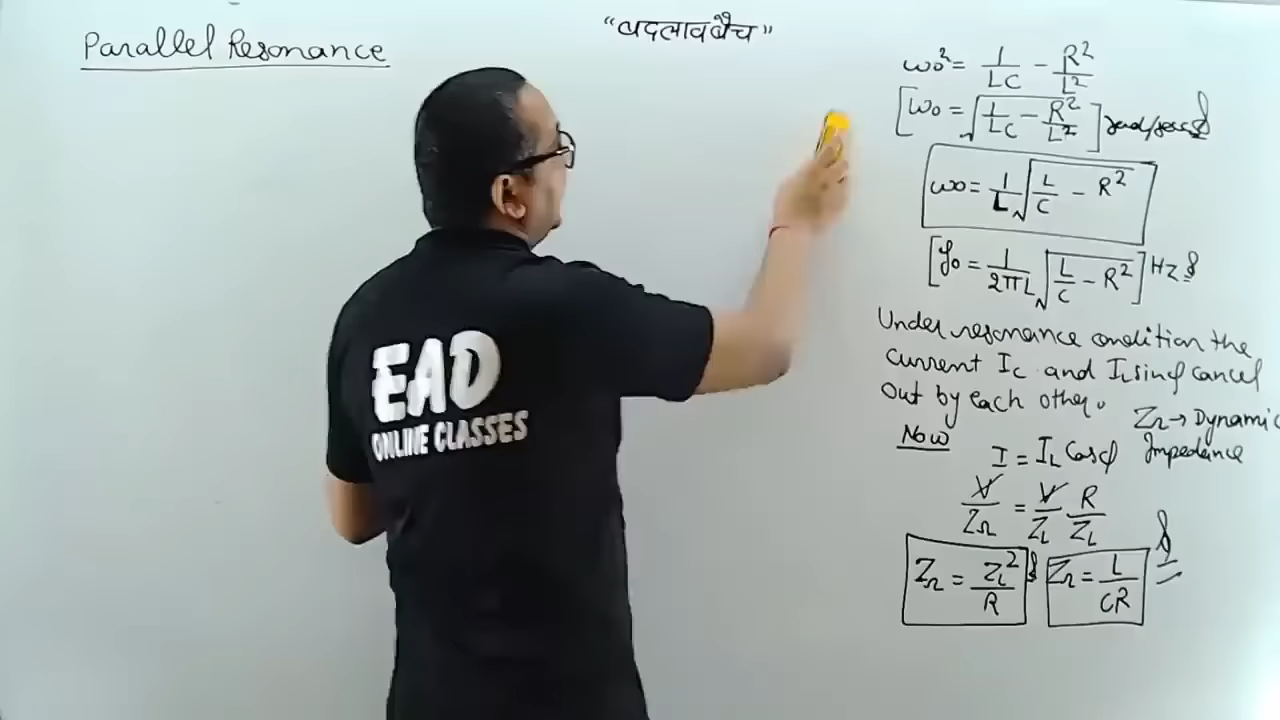 Parallel Resonance
"बदलावबैच"
ω0² = 1/LC - R²/L²
[ω0 = √(1/LC - R²/L²)] rad/sec
ω0 = 1/L √(L/C - R²)
[f0 = 1/2πL √(L/C - R²)] Hz
Under resonance condition the
current Ic and ILsinφ cancel
out by each other.
Zr → Dynamic
Impedance
Now
I = IL Cosφ
V/Zr = V/ZL R/ZL
Zr = ZL²/R
Zr = L/CR
EAD
ONLINE CLASSES